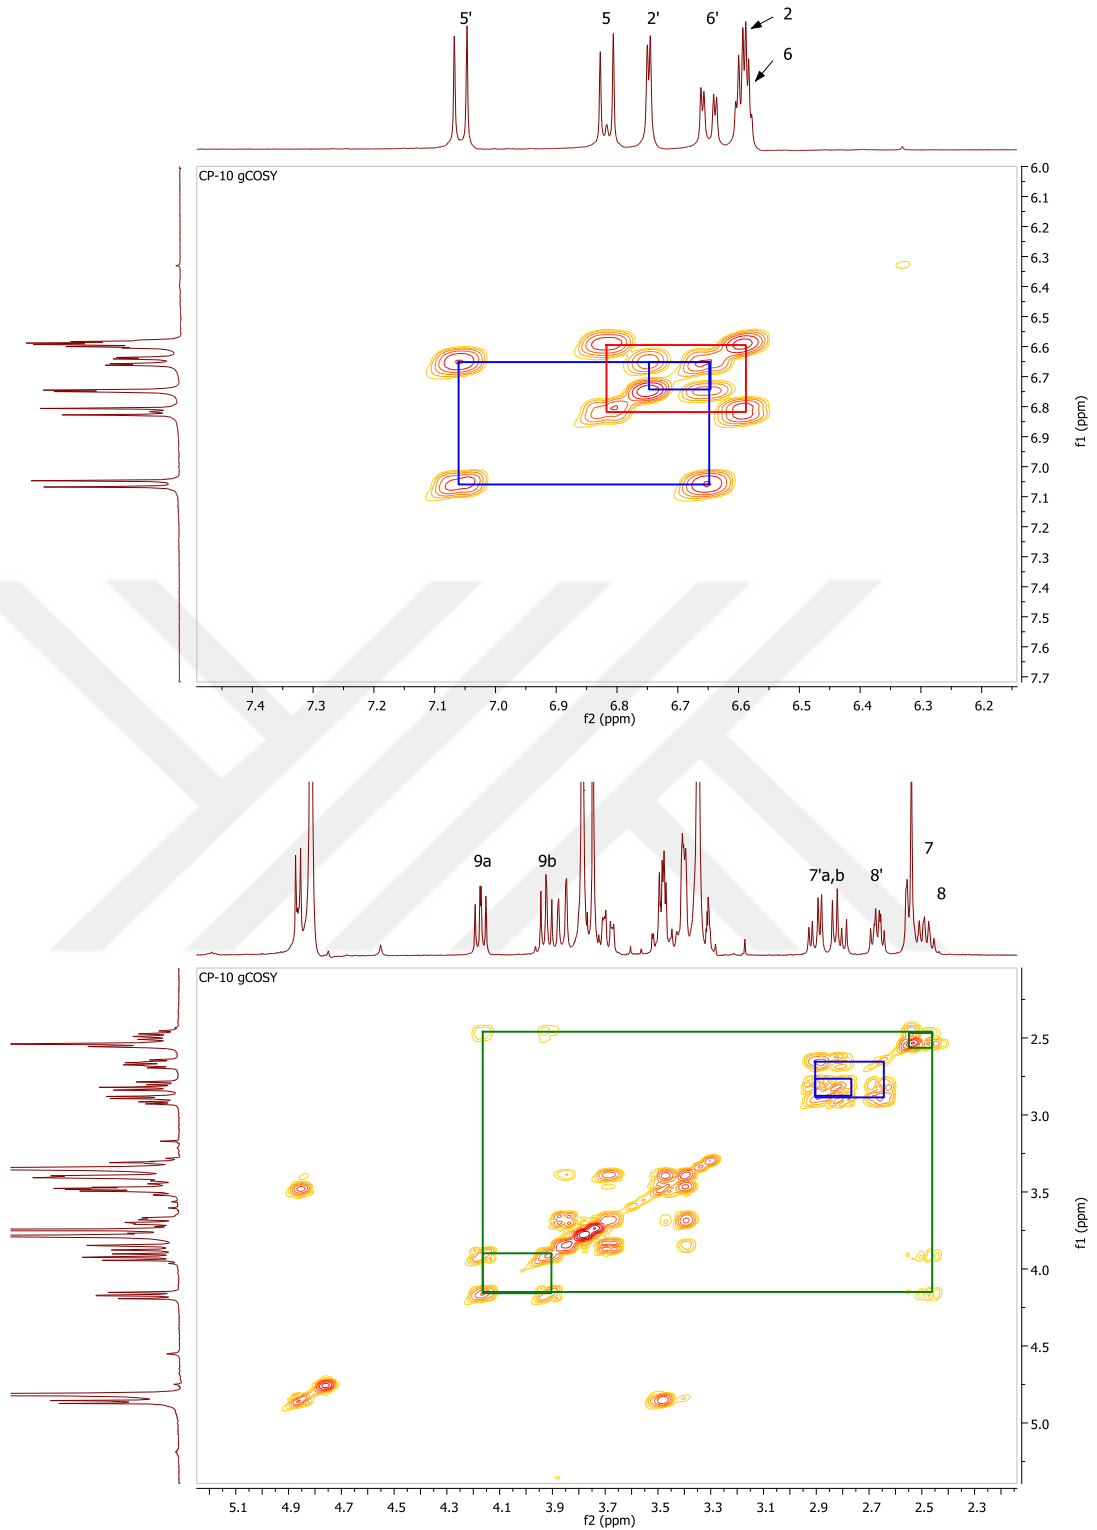 5' 5 2' 6' 2
6
CP-10 gCOSY
6.0
6.1
6.2
6.3
6.4
6.5
6.6
6.7
6.8
6.9
7.0
7.1
7.2
7.3
7.4
7.5
7.6
7.7
f1 (ppm)
7.4 7.3 7.2 7.1 7.0 6.9 6.8 6.7 6.6 6.5 6.4 6.3 6.2
f2 (ppm)
9a 9b 7'a,b 8' 7
8
CP-10 gCOSY
2.5
3.0
3.5
4.0
4.5
5.0
f1 (ppm)
5.1 4.9 4.7 4.5 4.3 4.1 3.9 3.7 3.5 3.3 3.1 2.9 2.7 2.5 2.3
f2 (ppm)